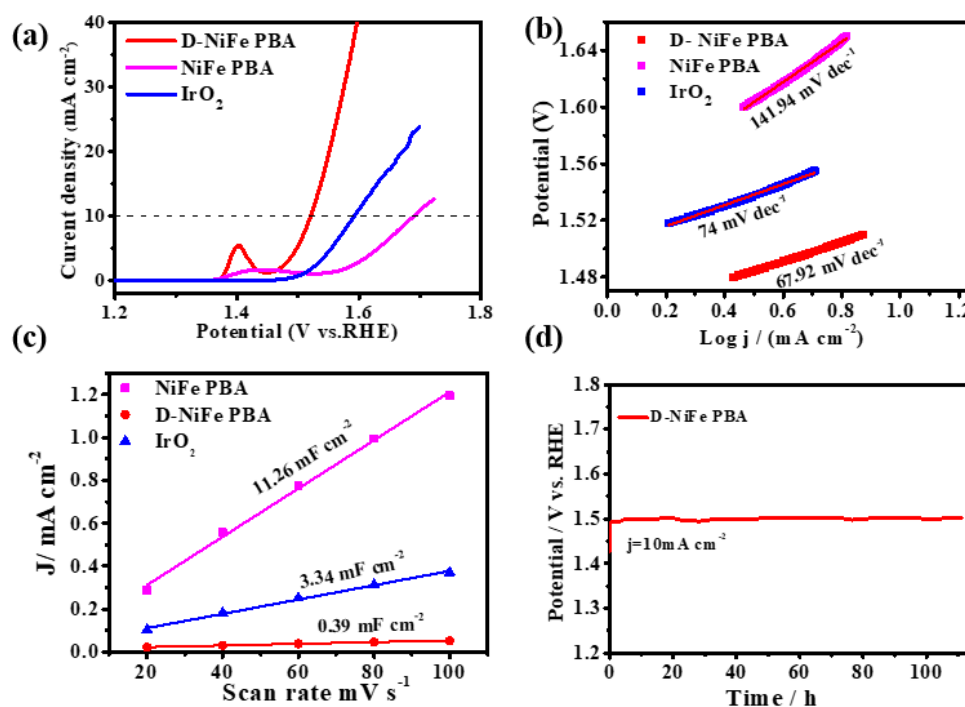 (a)
D-NiFe PBA
NiFe PBA
IrO2
Curent density (mA cm-2)
40
30
20
10
0
1.2
1.4
1.6
1.8
Potential (V vs.RHE)
(b)
D- NiFe PBA
NiFe PBA
IrO2
141.94 mV dec-1
74 mV dec-1
67.92 mV dec-1
Potential (V)
1.64
1.60
1.56
1.52
1.48
0.0
0.2
0.4
0.6
0.8
1.0
1.2
Log j / (mA cm-2)
(c)
NiFe PBA
D-NiFe PBA
IrO2
11.26 mF cm-2
3.34 mF cm-2
0.39 mF cm-2
J/ mA cm-2
1.2
1.0
0.8
0.6
0.4
0.2
0.0
20
40
60
80
100
Scan rate mV s-1
(d)
D-NiFe PBA
j=10mA cm-2
Potential / V vs. RHE
1.8
1.7
1.6
1.5
1.4
1.3
1.2
0
20
40
60
80
100
Time / h